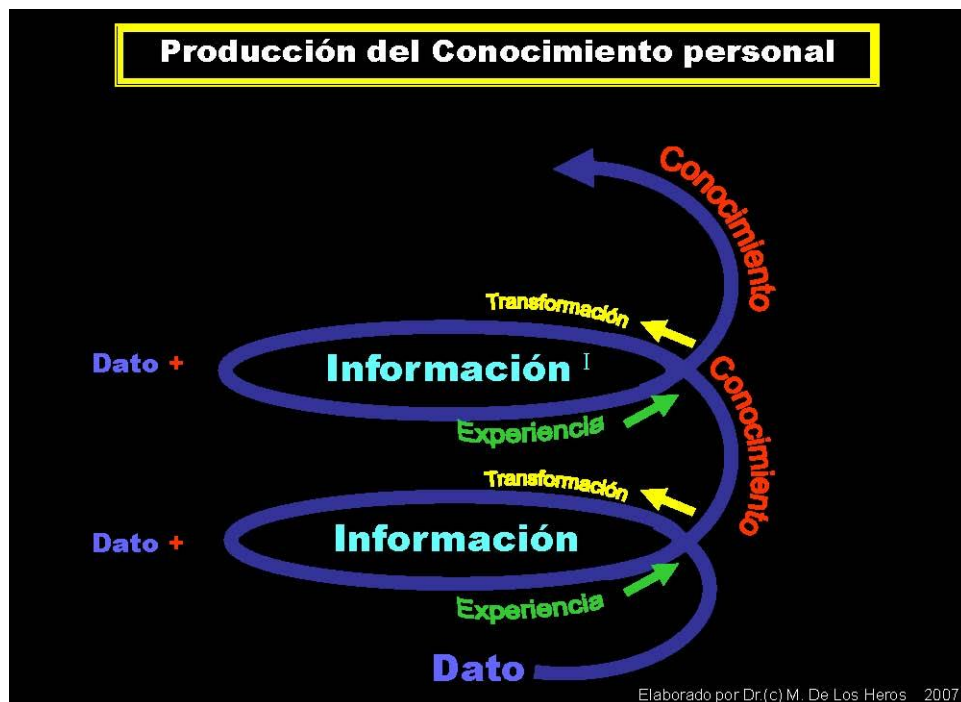 Producción del Conocimiento personal
Conocimiento
Transformación
Dato +
Información I
Conocimiento
Experiencia
Transformación
Dato +
Información
Experiencia
Dato
Elaborado por Dr.(c) M. De Los Heros 2007